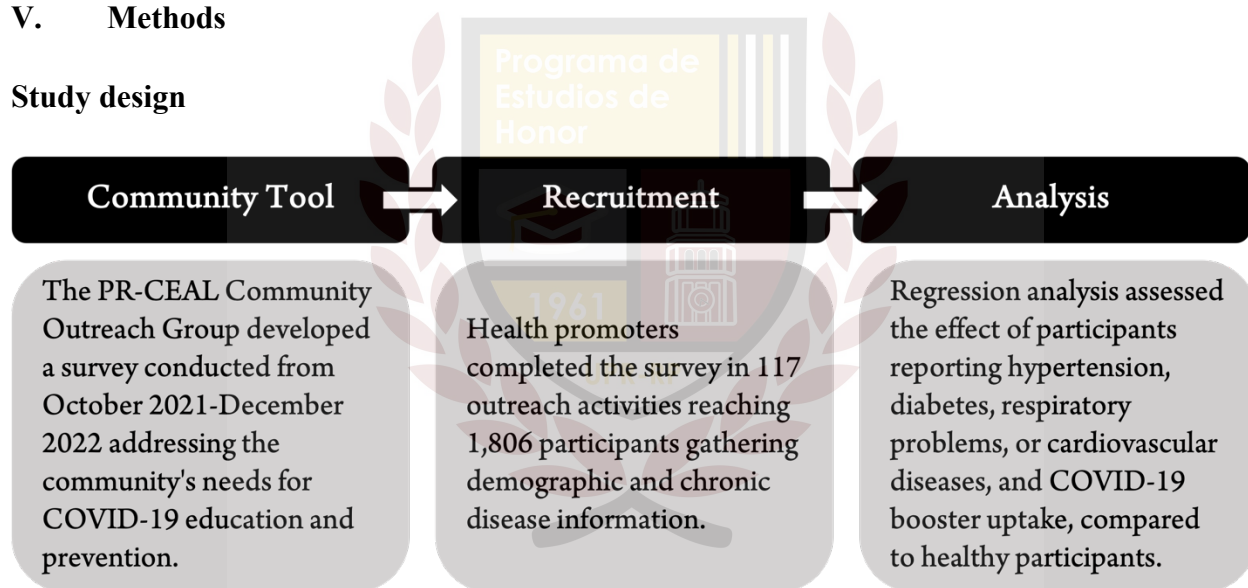 V. Methods
Study design
Programa de
Estudios de
Honor
Community Tool
Recruitment
Analysis
The PR-CEAL Community
Outreach Group developed
a survey conducted from
October 2021-December
2022 addressing the
community's needs for
COVID-19 education and
prevention.
1961
Health promoters
completed the survey in 117
outreach activities reaching
1,806 participants gathering
demographic and chronic
disease information.
UPR-RP
Regression analysis assessed
the effect of participants
reporting hypertension,
diabetes, respiratory
problems, or cardiovascular
diseases, and COVID-19
booster uptake, compared
to healthy participants.